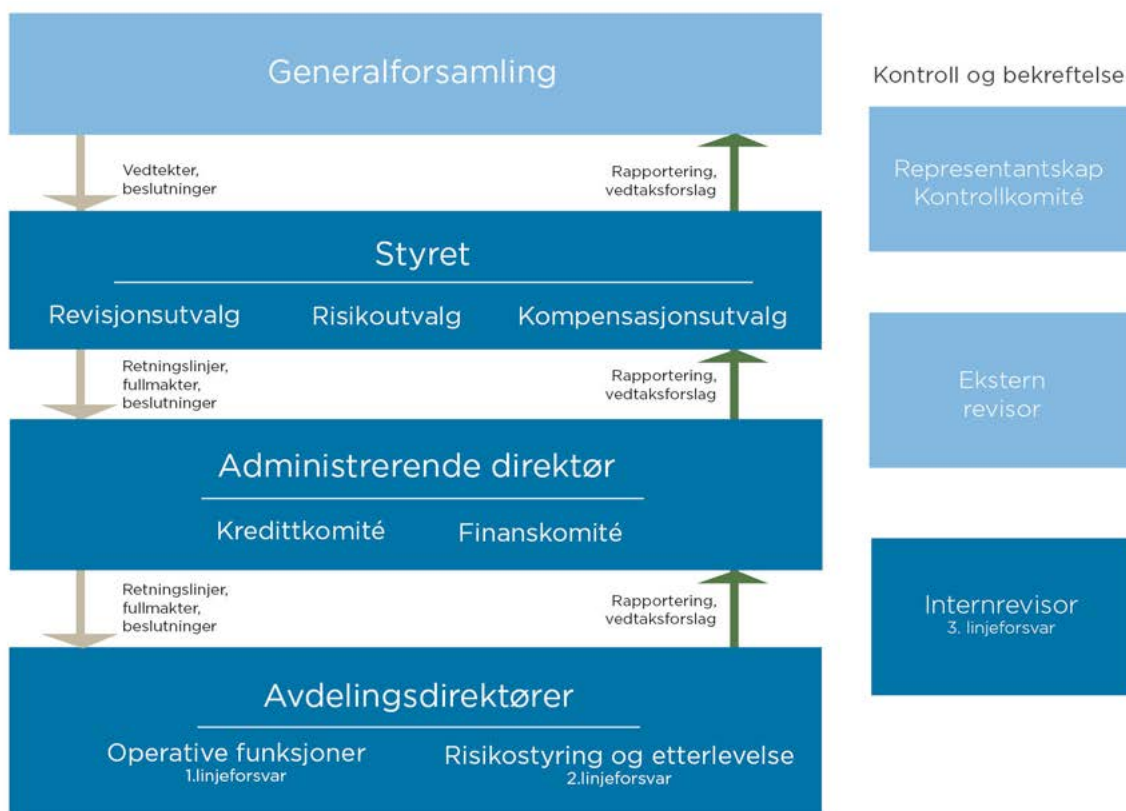 Generalforsamling
Vedtekter,
beslutninger
Rapportering,
vedtaksforslag
Styret
Revisjonsutvalg
Risikoutvalg
Kompensasjonsutvalg
Retningslinjer,
fullmakter,
beslutninger
Rapportering,
vedtaksforslag
Administrerende direktør
Kredittkomité
Finanskomité
Retningslinjer,
fullmakter,
beslutninger
Rapportering,
vedtaksforslag
Avdelingsdirektører
Operative funksjoner
1.linjeforsvar
Risikostyring og etterlevelse
2.linjeforsvar
Kontroll og bekreftelse
Representantskap
Kontrollkomité
Ekstern
revisor
Internrevisor
3. linjeforsvar